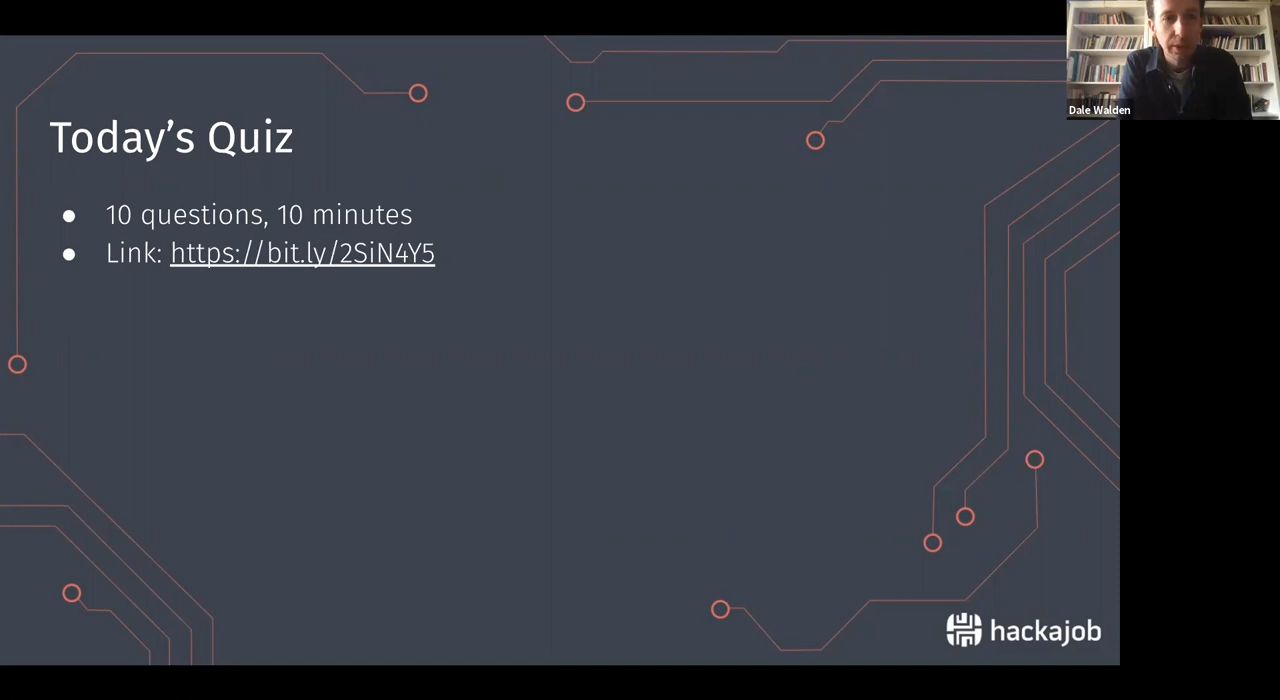 Dale Walden
Today's Quiz
● 10 questions, 10 minutes
● Link: https://bit.ly/2SiN4Y5
hackajob